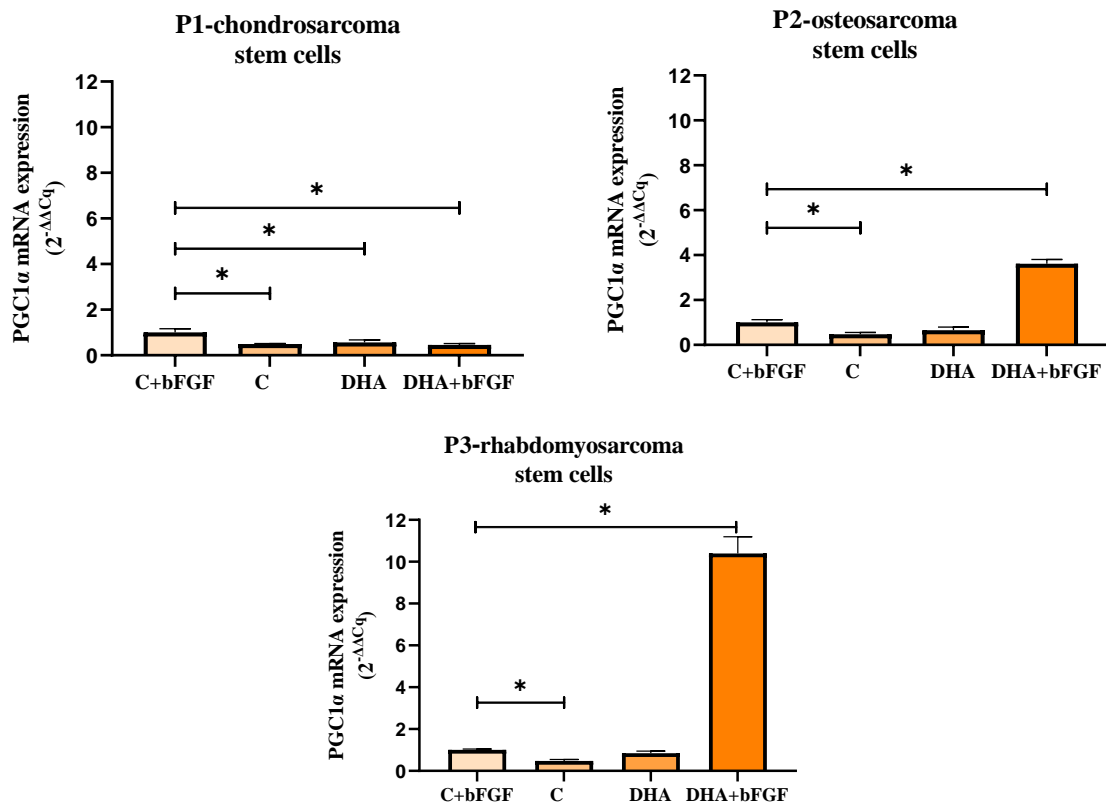 P1-chondrosarcoma
stem cells
PGC1α mRNA expression
(2^-ΔΔCq)
12
10
8
6
4
2
0
*
*
*
C+bFGF C DHA DHA+bFGF
P2-osteosarcoma
stem cells
PGC1α mRNA expression
(2^-ΔΔCq)
12
10
8
6
4
2
0
*
*
C+bFGF C DHA DHA+bFGF
P3-rhabdomyosarcoma
stem cells
PGC1α mRNA expression
(2^-ΔΔCq)
12
10
8
6
4
2
0
*
*
C+bFGF C DHA DHA+bFGF